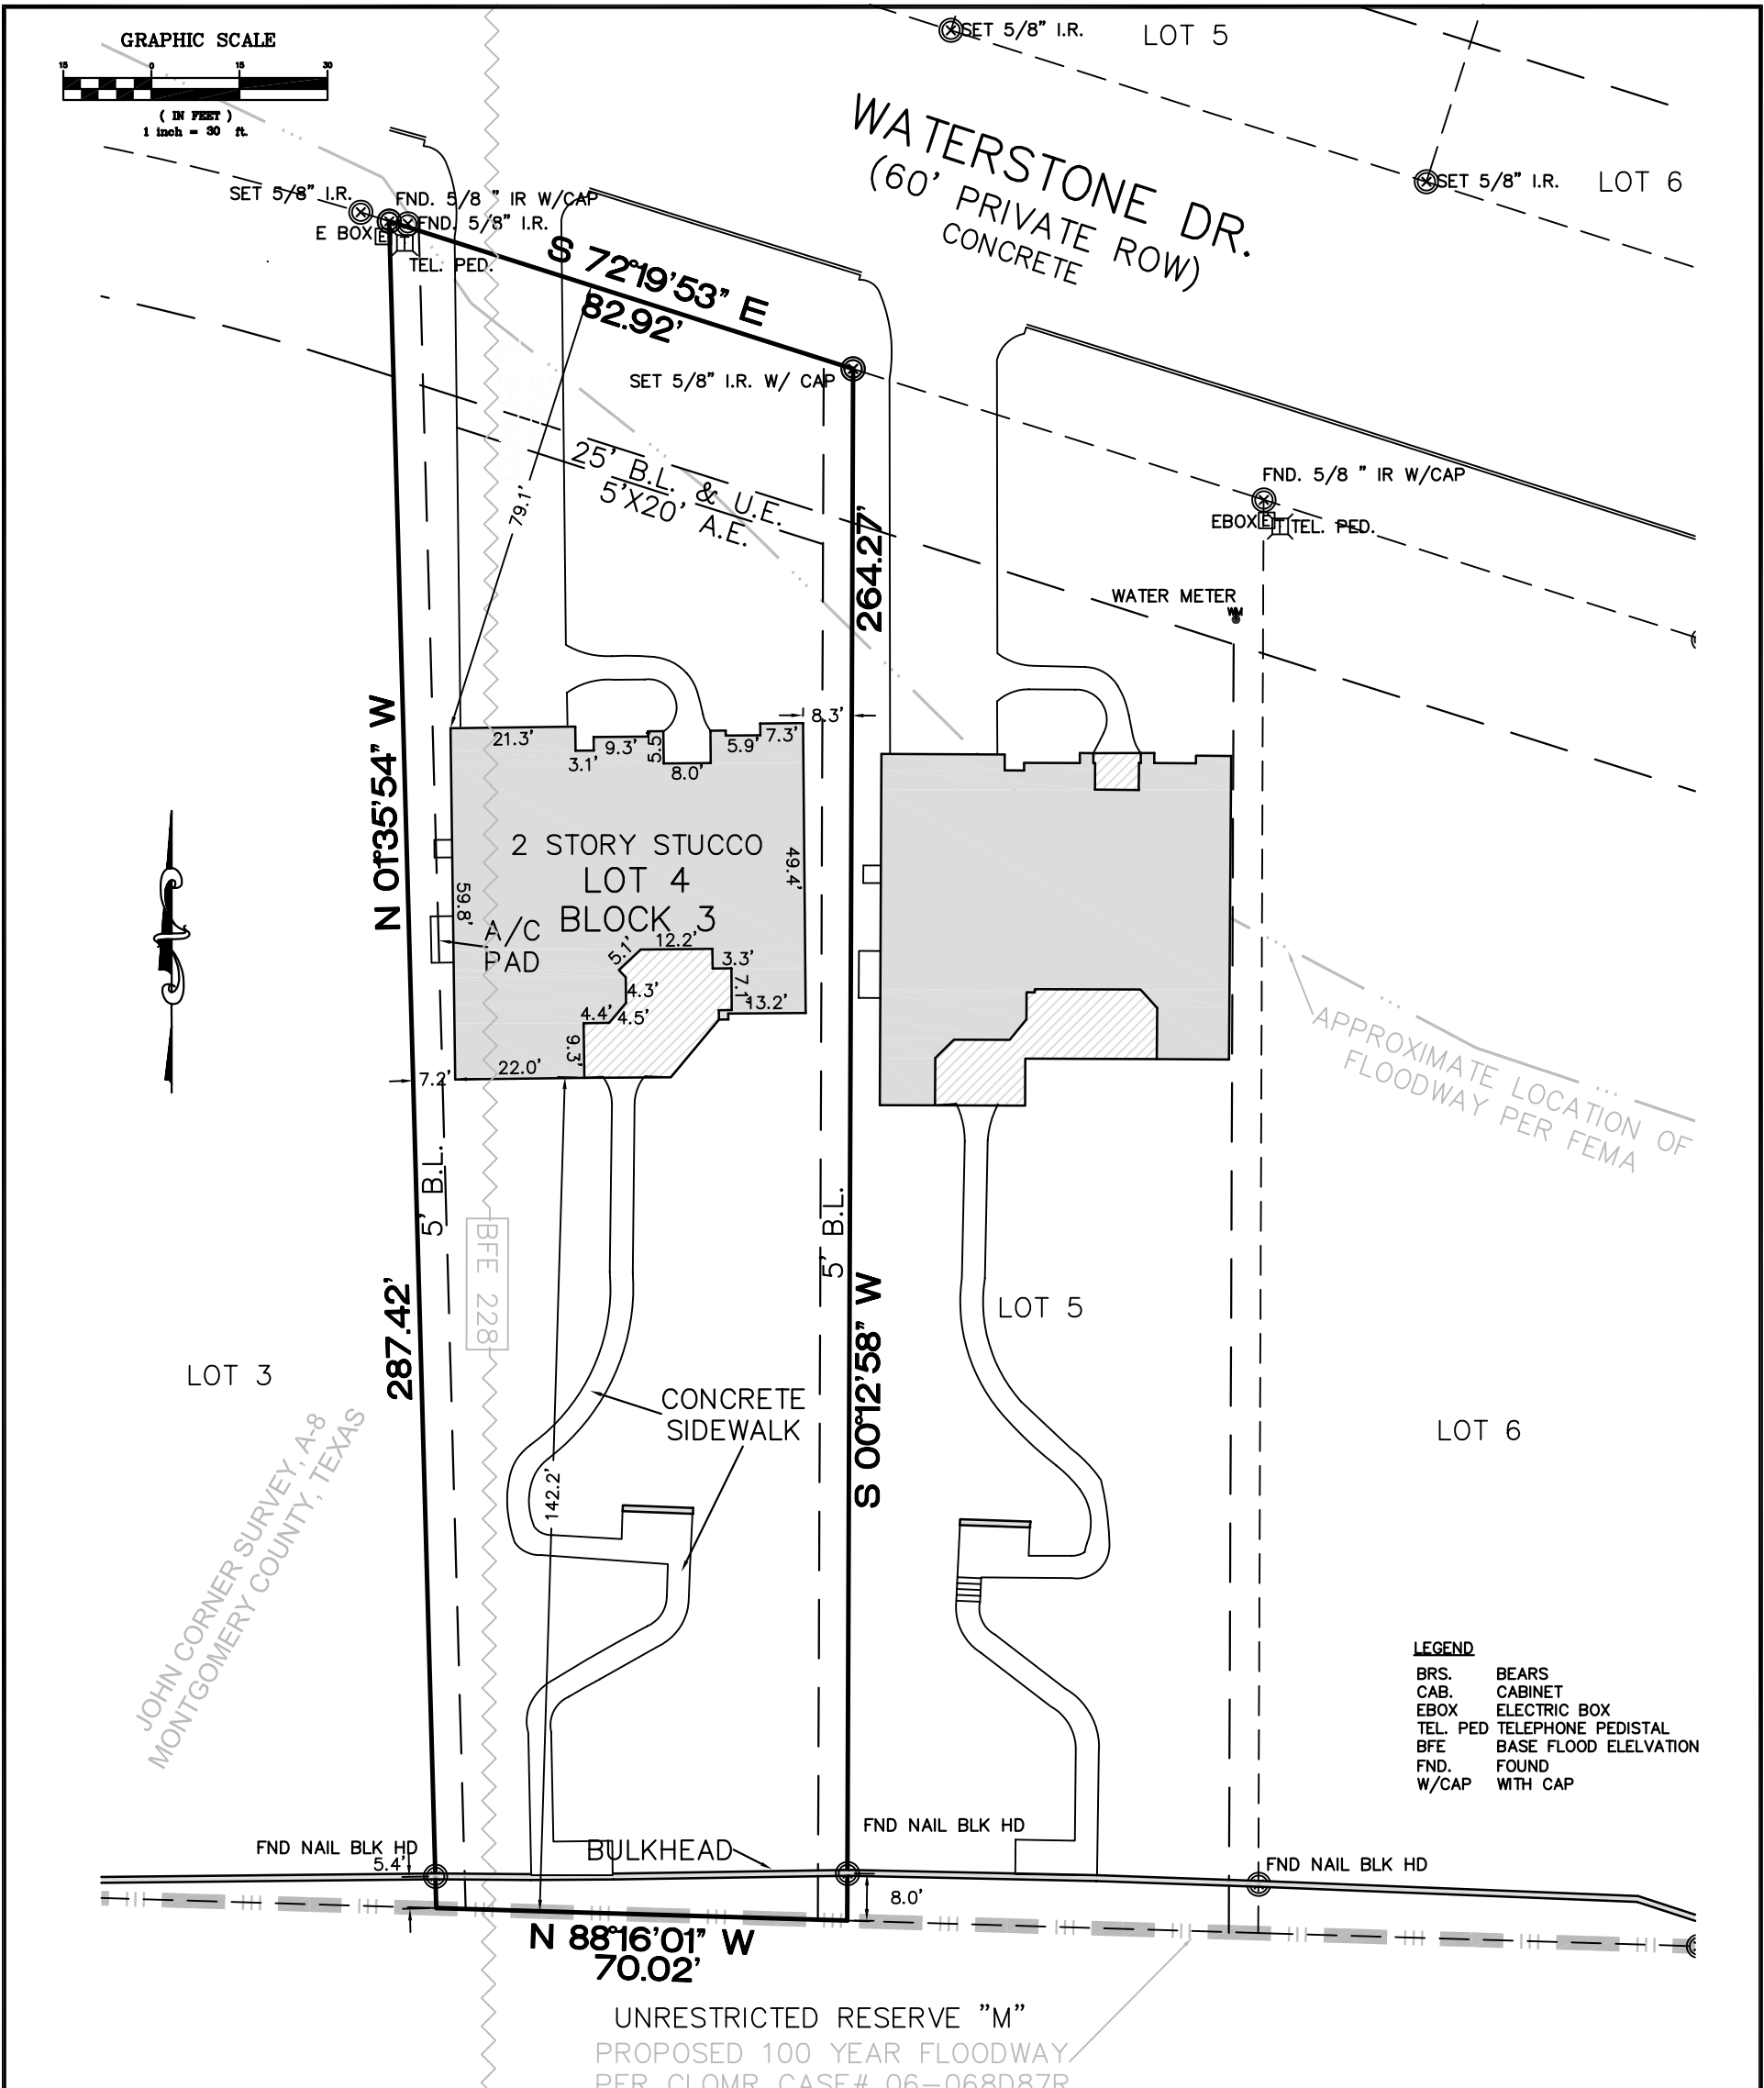 GRAPHIC SCALE
15 0 15 30
( IN FEET )
1 inch = 30 ft.
SET 5/8" I.R.
LOT 5
WATERSTONE DR.
(60' PRIVATE ROW)
CONCRETE
SET 5/8" I.R.
LOT 6
SET 5/8" I.R.
FND. 5/8 " IR W/CAP
FND. 5/8" I.R.
E BOX
E
T
TEL. PED.
S 72°19'53" E
82.92'
SET 5/8" I.R. W/ CAP
25' B.L. & U.E.
5'X20' A.E.
79.1'
264.27'
FND. 5/8 " IR W/CAP
EBOX
E
T
TEL. PED.
WATER METER
WM
N 01°35'54" W
8.3'
21.3'
3.1'
9.3'
5.5
8.0'
5.9'
7.3'
2 STORY STUCCO
LOT 4
BLOCK 3
49.4'
59.8'
A/C
PAD
12.2'
5.1'
3.3'
4.3'
7.1'
13.2'
4.4'
4.5'
9.3'
22.0'
7.2'
APPROXIMATE LOCATION OF
FLOODWAY PER FEMA
5' B.L.
5' B.L.
BFE 228
287.42'
S 00°12'58" W
LOT 5
LOT 3
LOT 6
CONCRETE
SIDEWALK
142.2'
JOHN CORNER SURVEY, A-8
MONTGOMERY COUNTY, TEXAS
LEGEND
BRS. BEARS
CAB. CABINET
EBOX ELECTRIC BOX
TEL. PED TELEPHONE PEDISTAL
BFE BASE FLOOD ELELVATION
FND. FOUND
W/CAP WITH CAP
FND NAIL BLK HD
5.4'
BULKHEAD
FND NAIL BLK HD
FND NAIL BLK HD
8.0'
N 88°16'01" W
70.02'
UNRESTRICTED RESERVE "M"
PROPOSED 100 YEAR FLOODWAY
PER CLOMR CASE# 06-068D87R